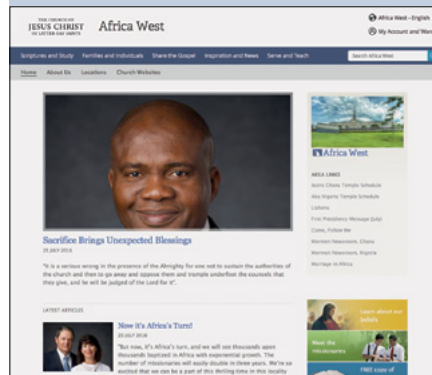 THE CHURCH OF
JESUS CHRIST
OF LATTER-DAY SAINTS
Africa West
Africa West – English
My Account and War
Scriptures and Study Families and Individuals Share the Gospel Inspiration and News Serve and Teach
Search Africa West
Home About Us Locations Church Websites
Sacrifice Brings Unexpected Blessings
25 JULY 2018
"It is a serious wrong in the presence of the Almighty for one not to sustain the authorities of
the church and then to go away and oppose them and trample underfoot the counsels that
they give, and he will be judged of the Lord for it".
LATEST ARTICLES
Now it's Africa's Turn!
25 JULY 2018
"But now, it's Africa's turn, and we will see thousands upon
thousands baptized in Africa with exponential growth. The
number of missionaries will easily double in three years. We're so
excited that we can be a part of this thrilling time in this locality
Africa West
AREA LINKS
Accra Ghana Temple Schedule
Aba Nigeria Temple Schedule
Liahona
First Presidency Message (July)
Come, Follow Me
Mormon Newsroom, Ghana
Mormon Newsroom, Nigeria
Marriage in Africa
Learn about our
beliefs
Meet the
missionaries
FREE copy of